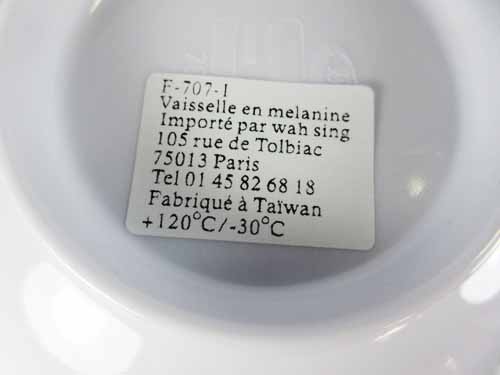 F-707-1
Vaisselle en melanine
Importé par wah sing
105 rue de Tolbiac
75013 Paris
Tel 01 45 82 68 18
Fabriqué à Taïwan
+120°C/-30°C